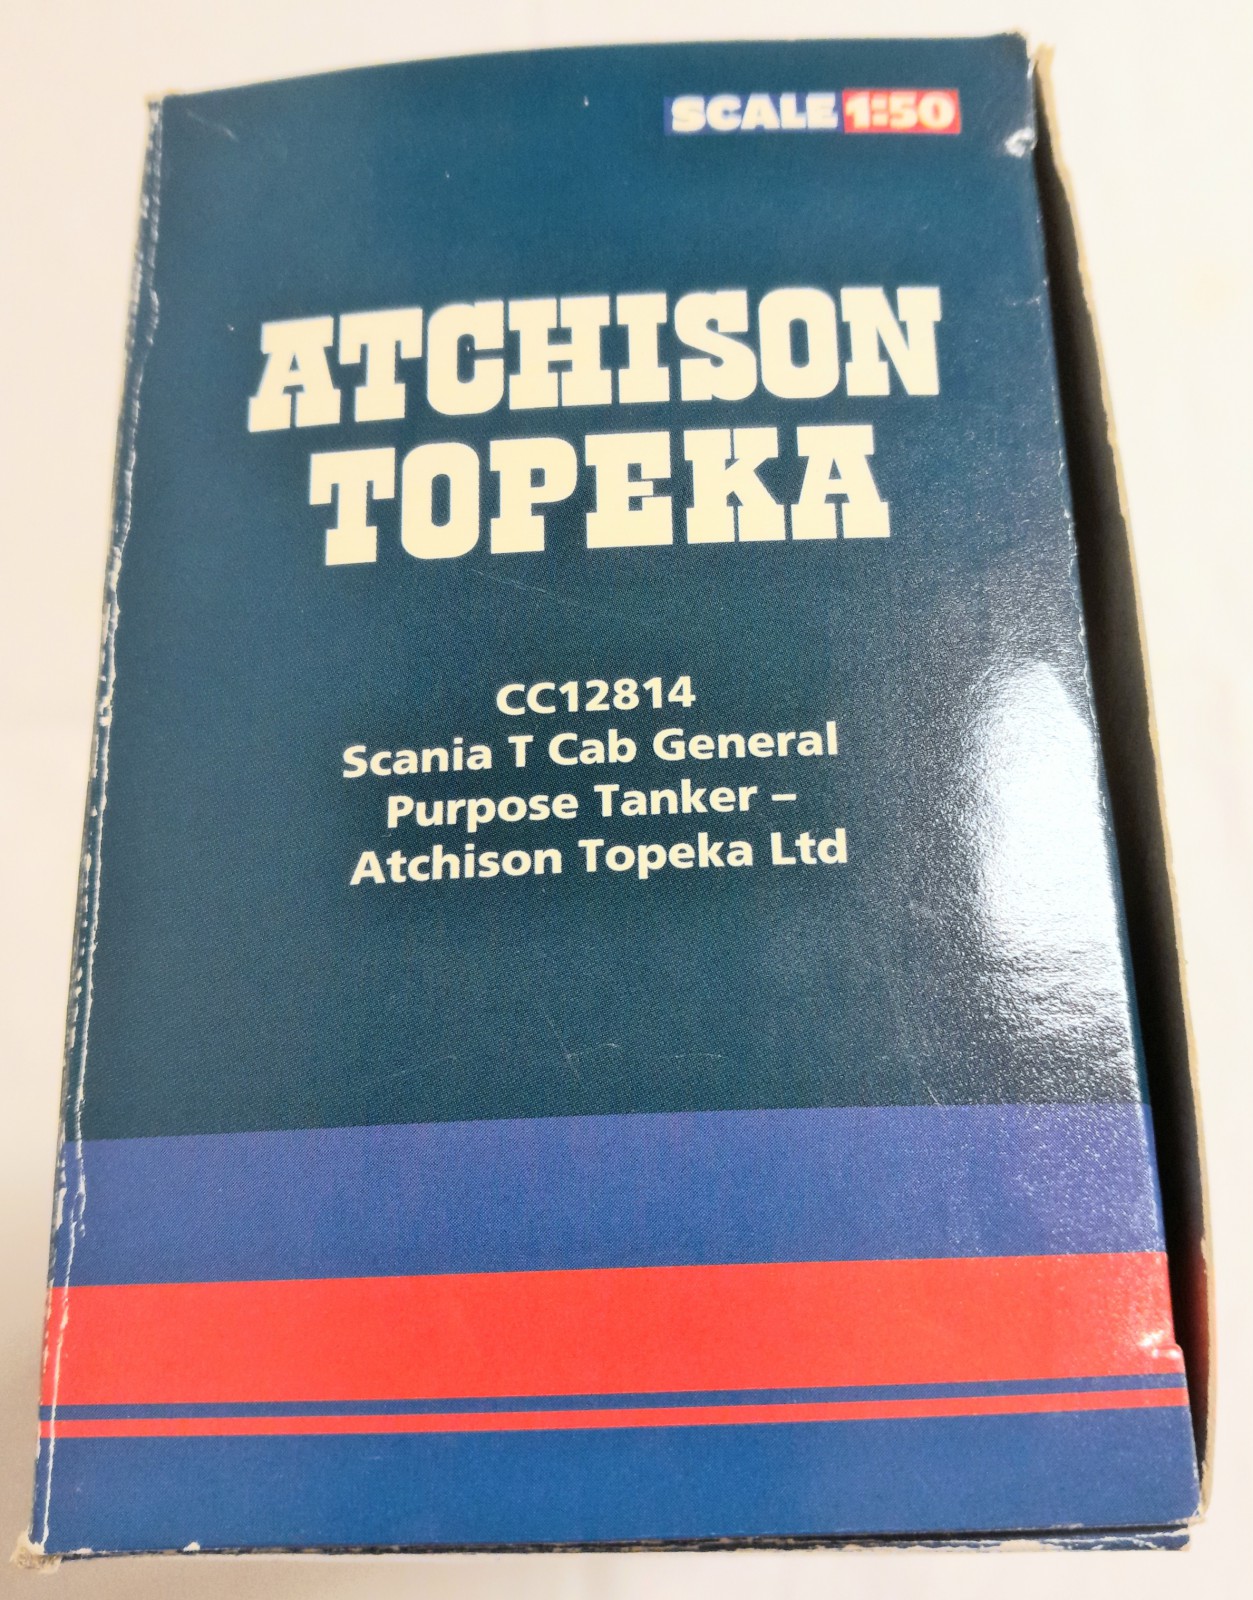 SCALE 1:50
ATCHISON
TOPEKA
CC12814
Scania T Cab General
Purpose Tanker –
Atchison Topeka Ltd